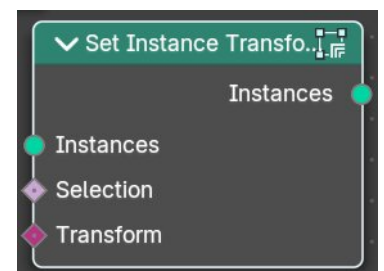 Set Instance Transfo..
Instances
Instances
Selection
Transform